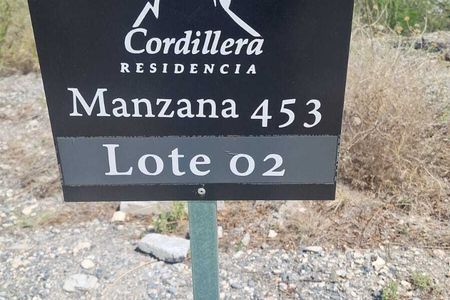 Cordillera
RESIDENCIA
Manzana 453
Lote 02